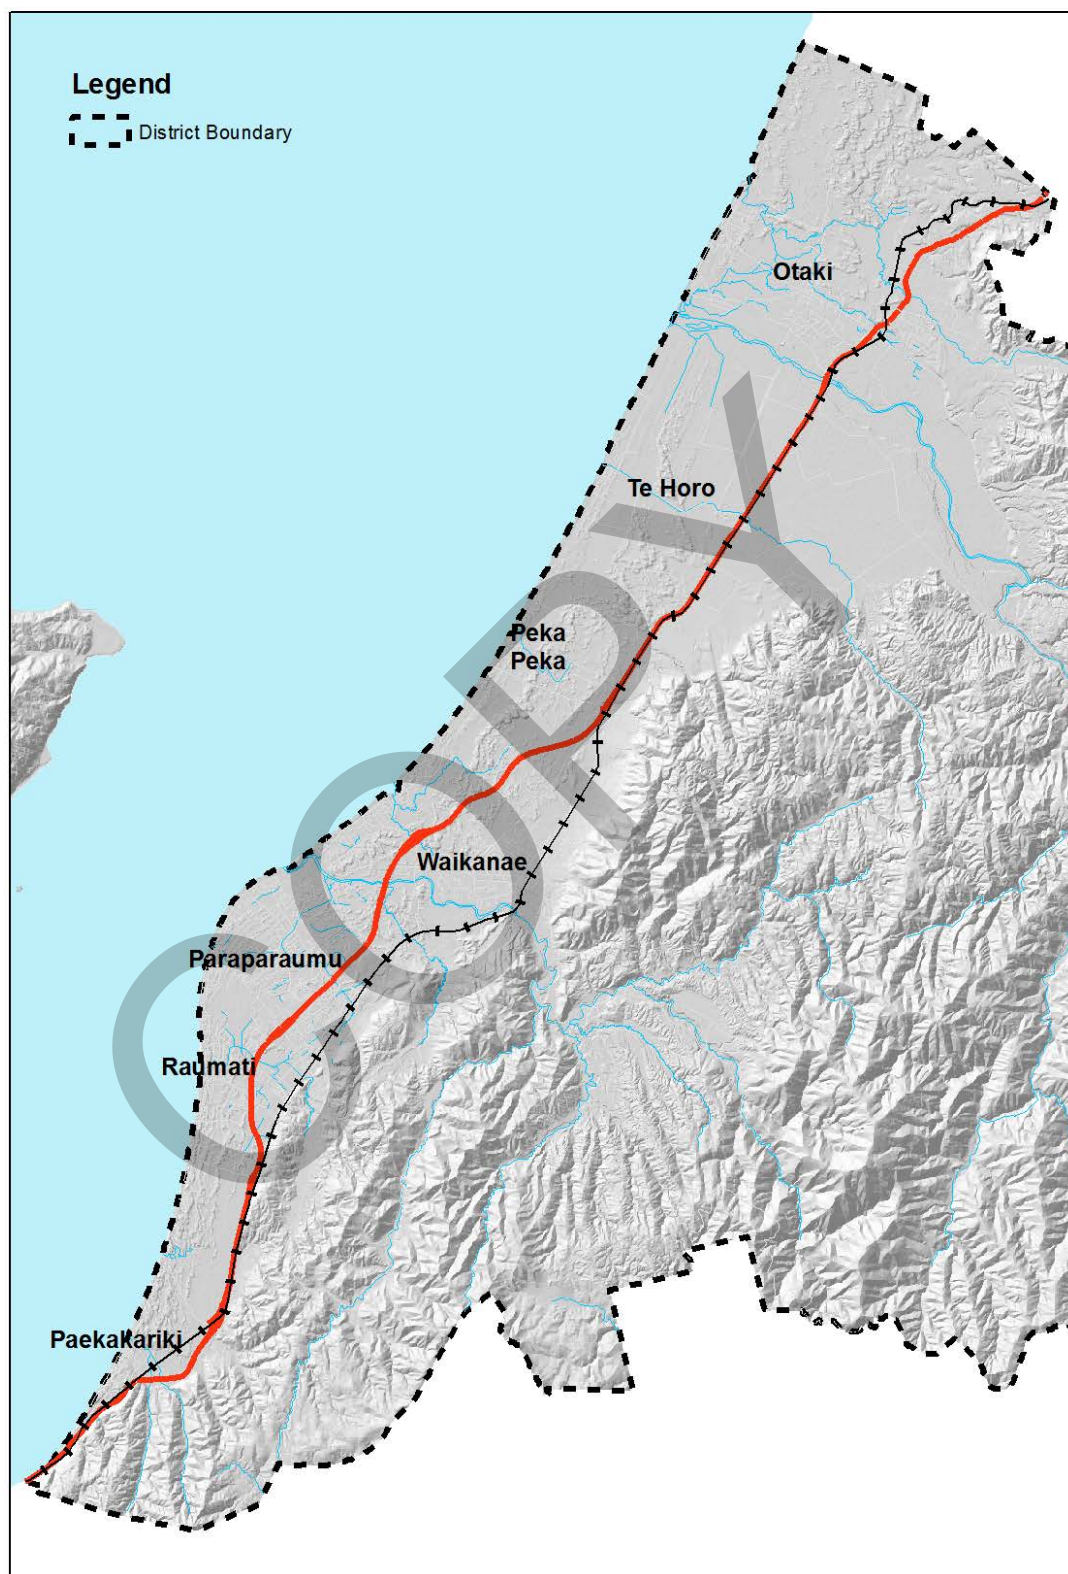 Legend
District Boundary
Otaki
Te Horo
Peka
Peka
Waikanae
Paraparaumu
Raumati
Paekakariki
COPY